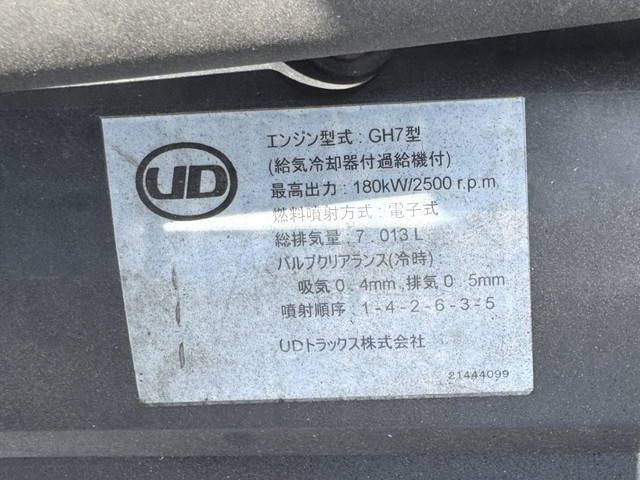 UD
エンジン型式：GH7型
(給気冷却器付過給機付)
最高出力：180kW/2500 r.p.m
燃料噴射方式：電子式
総排気量：7.013 L
バルブクリアランス(冷時)：
吸気0.4mm,排気0.5mm
噴射順序：1-4-2-6-3-5
UDトラックス株式会社
21444099